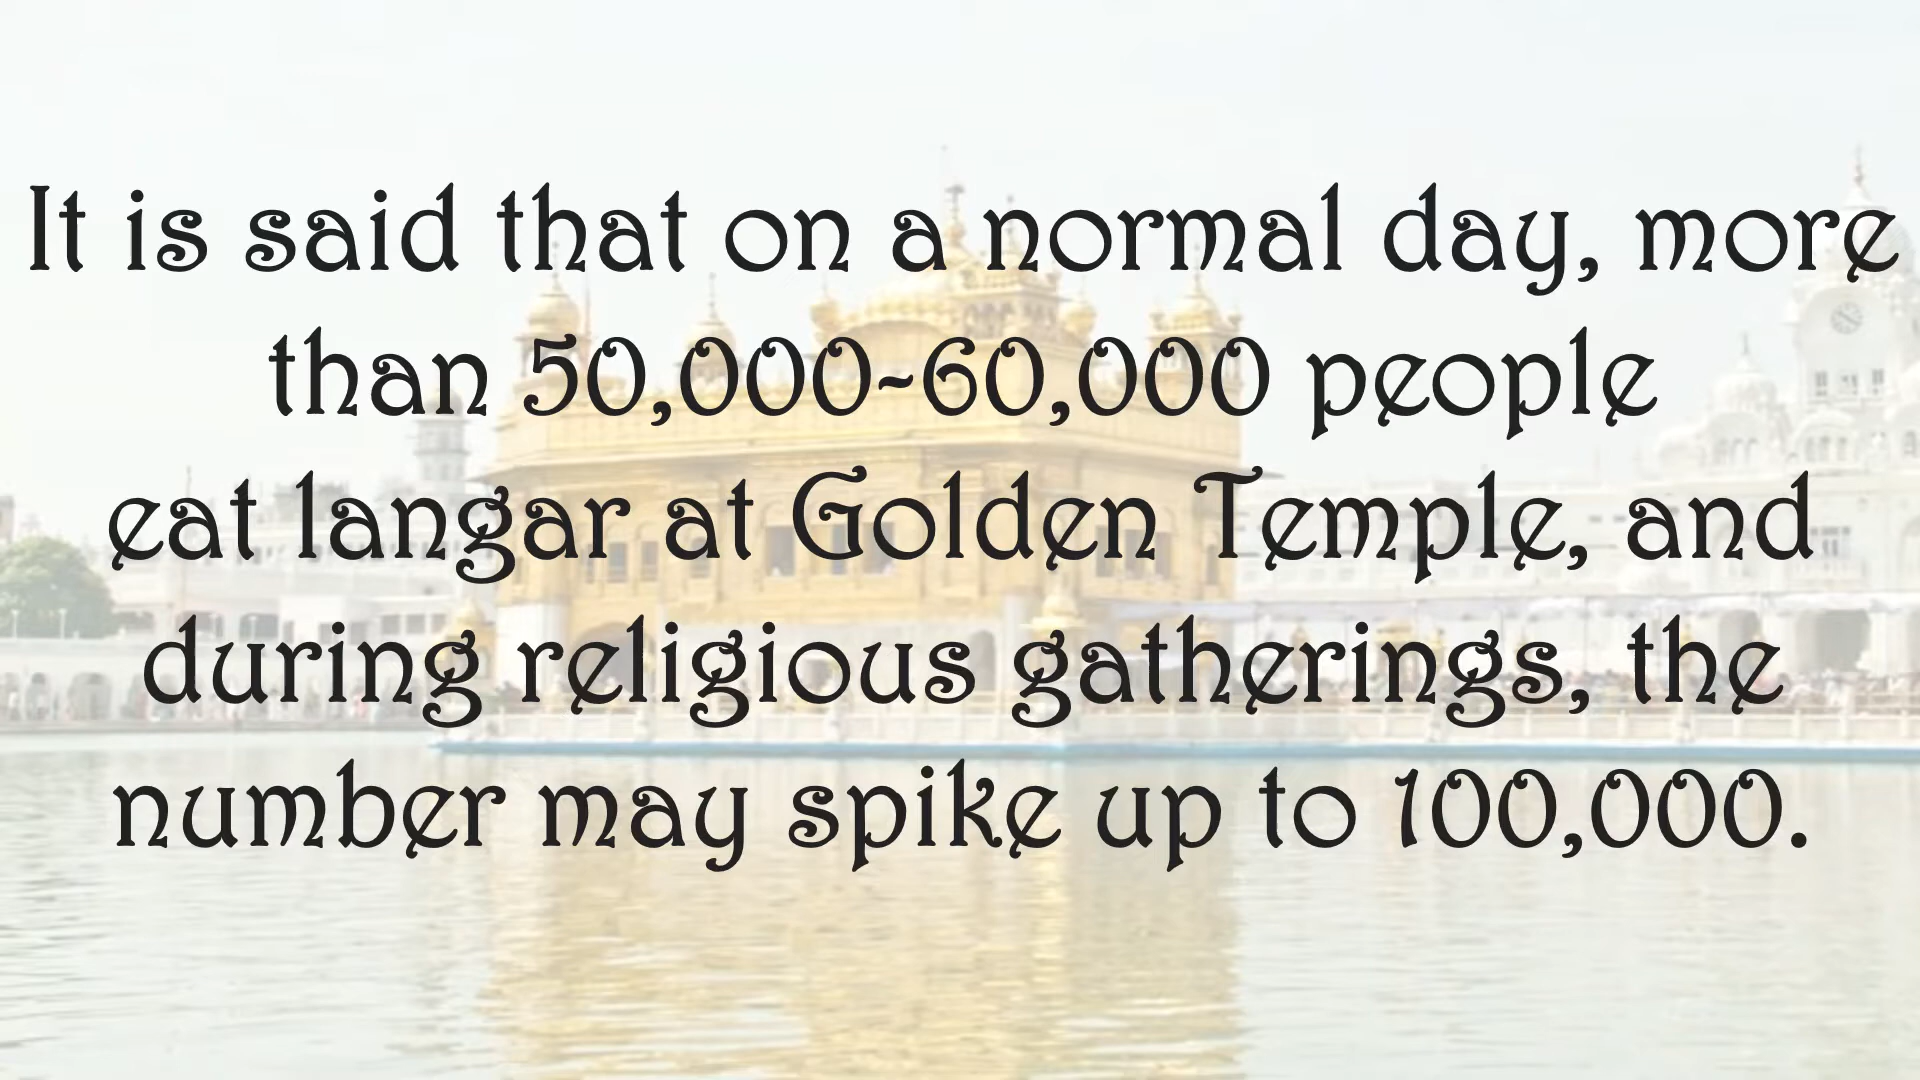 It is said that on a normal day, more
than 50,000-60,000 people
eat langar at Golden Temple, and
during religious gatherings, the
number may spike up to 100,000.